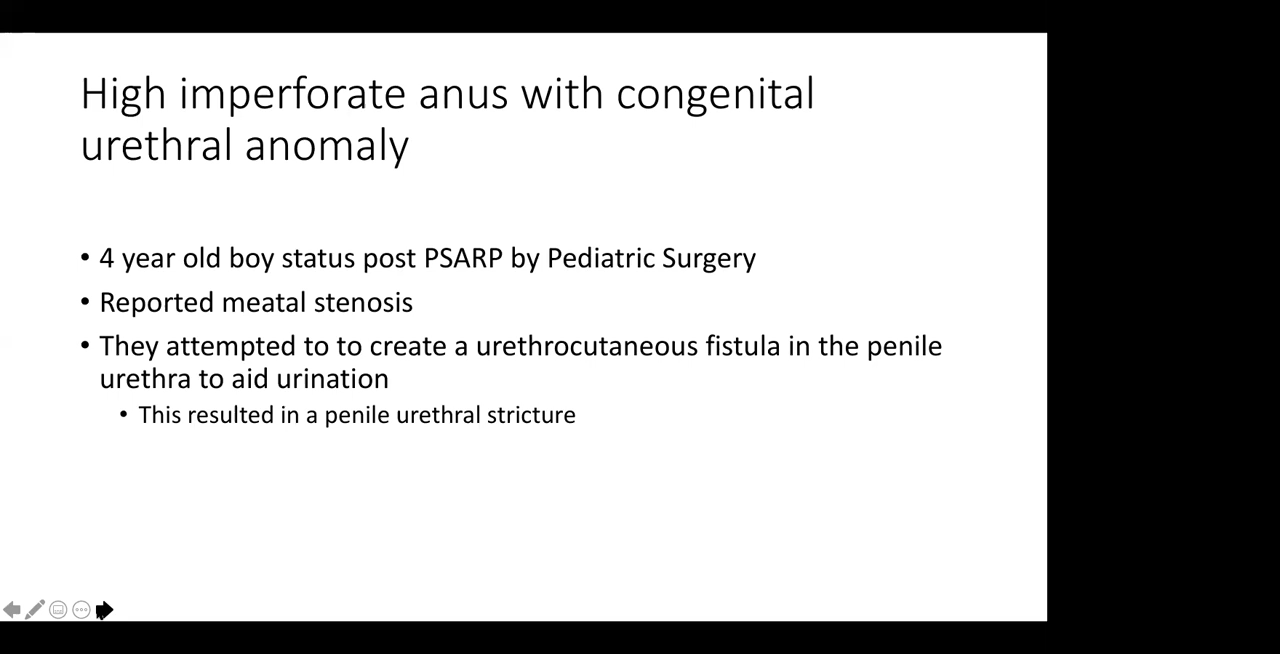 High imperforate anus with congenital
urethral anomaly
• 4 year old boy status post PSARP by Pediatric Surgery
• Reported meatal stenosis
• They attempted to to create a urethrocutaneous fistula in the penile
urethra to aid urination
• This resulted in a penile urethral stricture